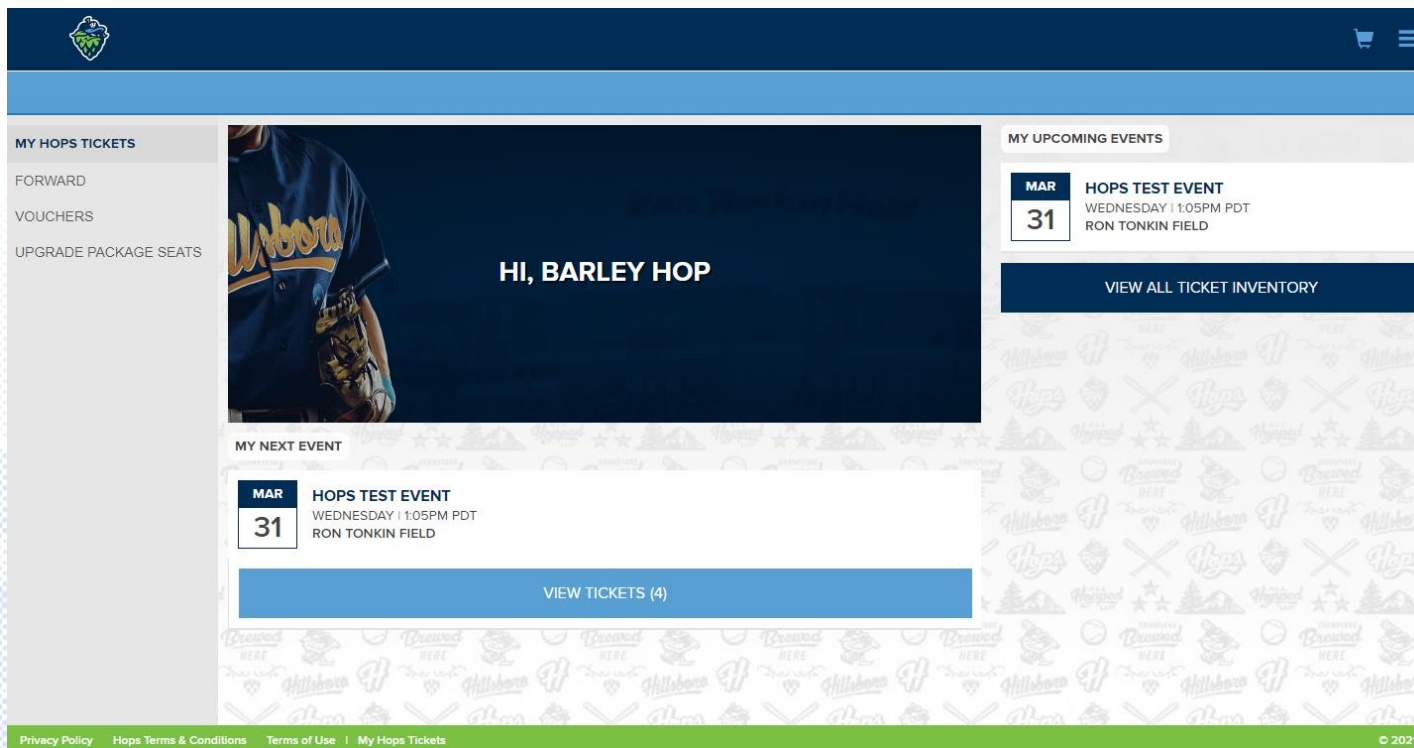 MY HOPS TICKETS
FORWARD
VOUCHERS
UPGRADE PACKAGE SEATS
Hillsboro
HI, BARLEY HOP
MY NEXT EVENT
MAR
31
HOPS TEST EVENT
WEDNESDAY | 1:05PM PDT
RON TONKIN FIELD
VIEW TICKETS (4)
MY UPCOMING EVENTS
MAR
31
HOPS TEST EVENT
WEDNESDAY | 1:05PM PDT
RON TONKIN FIELD
VIEW ALL TICKET INVENTORY
Privacy Policy Hops Terms & Conditions Terms of Use | My Hops Tickets